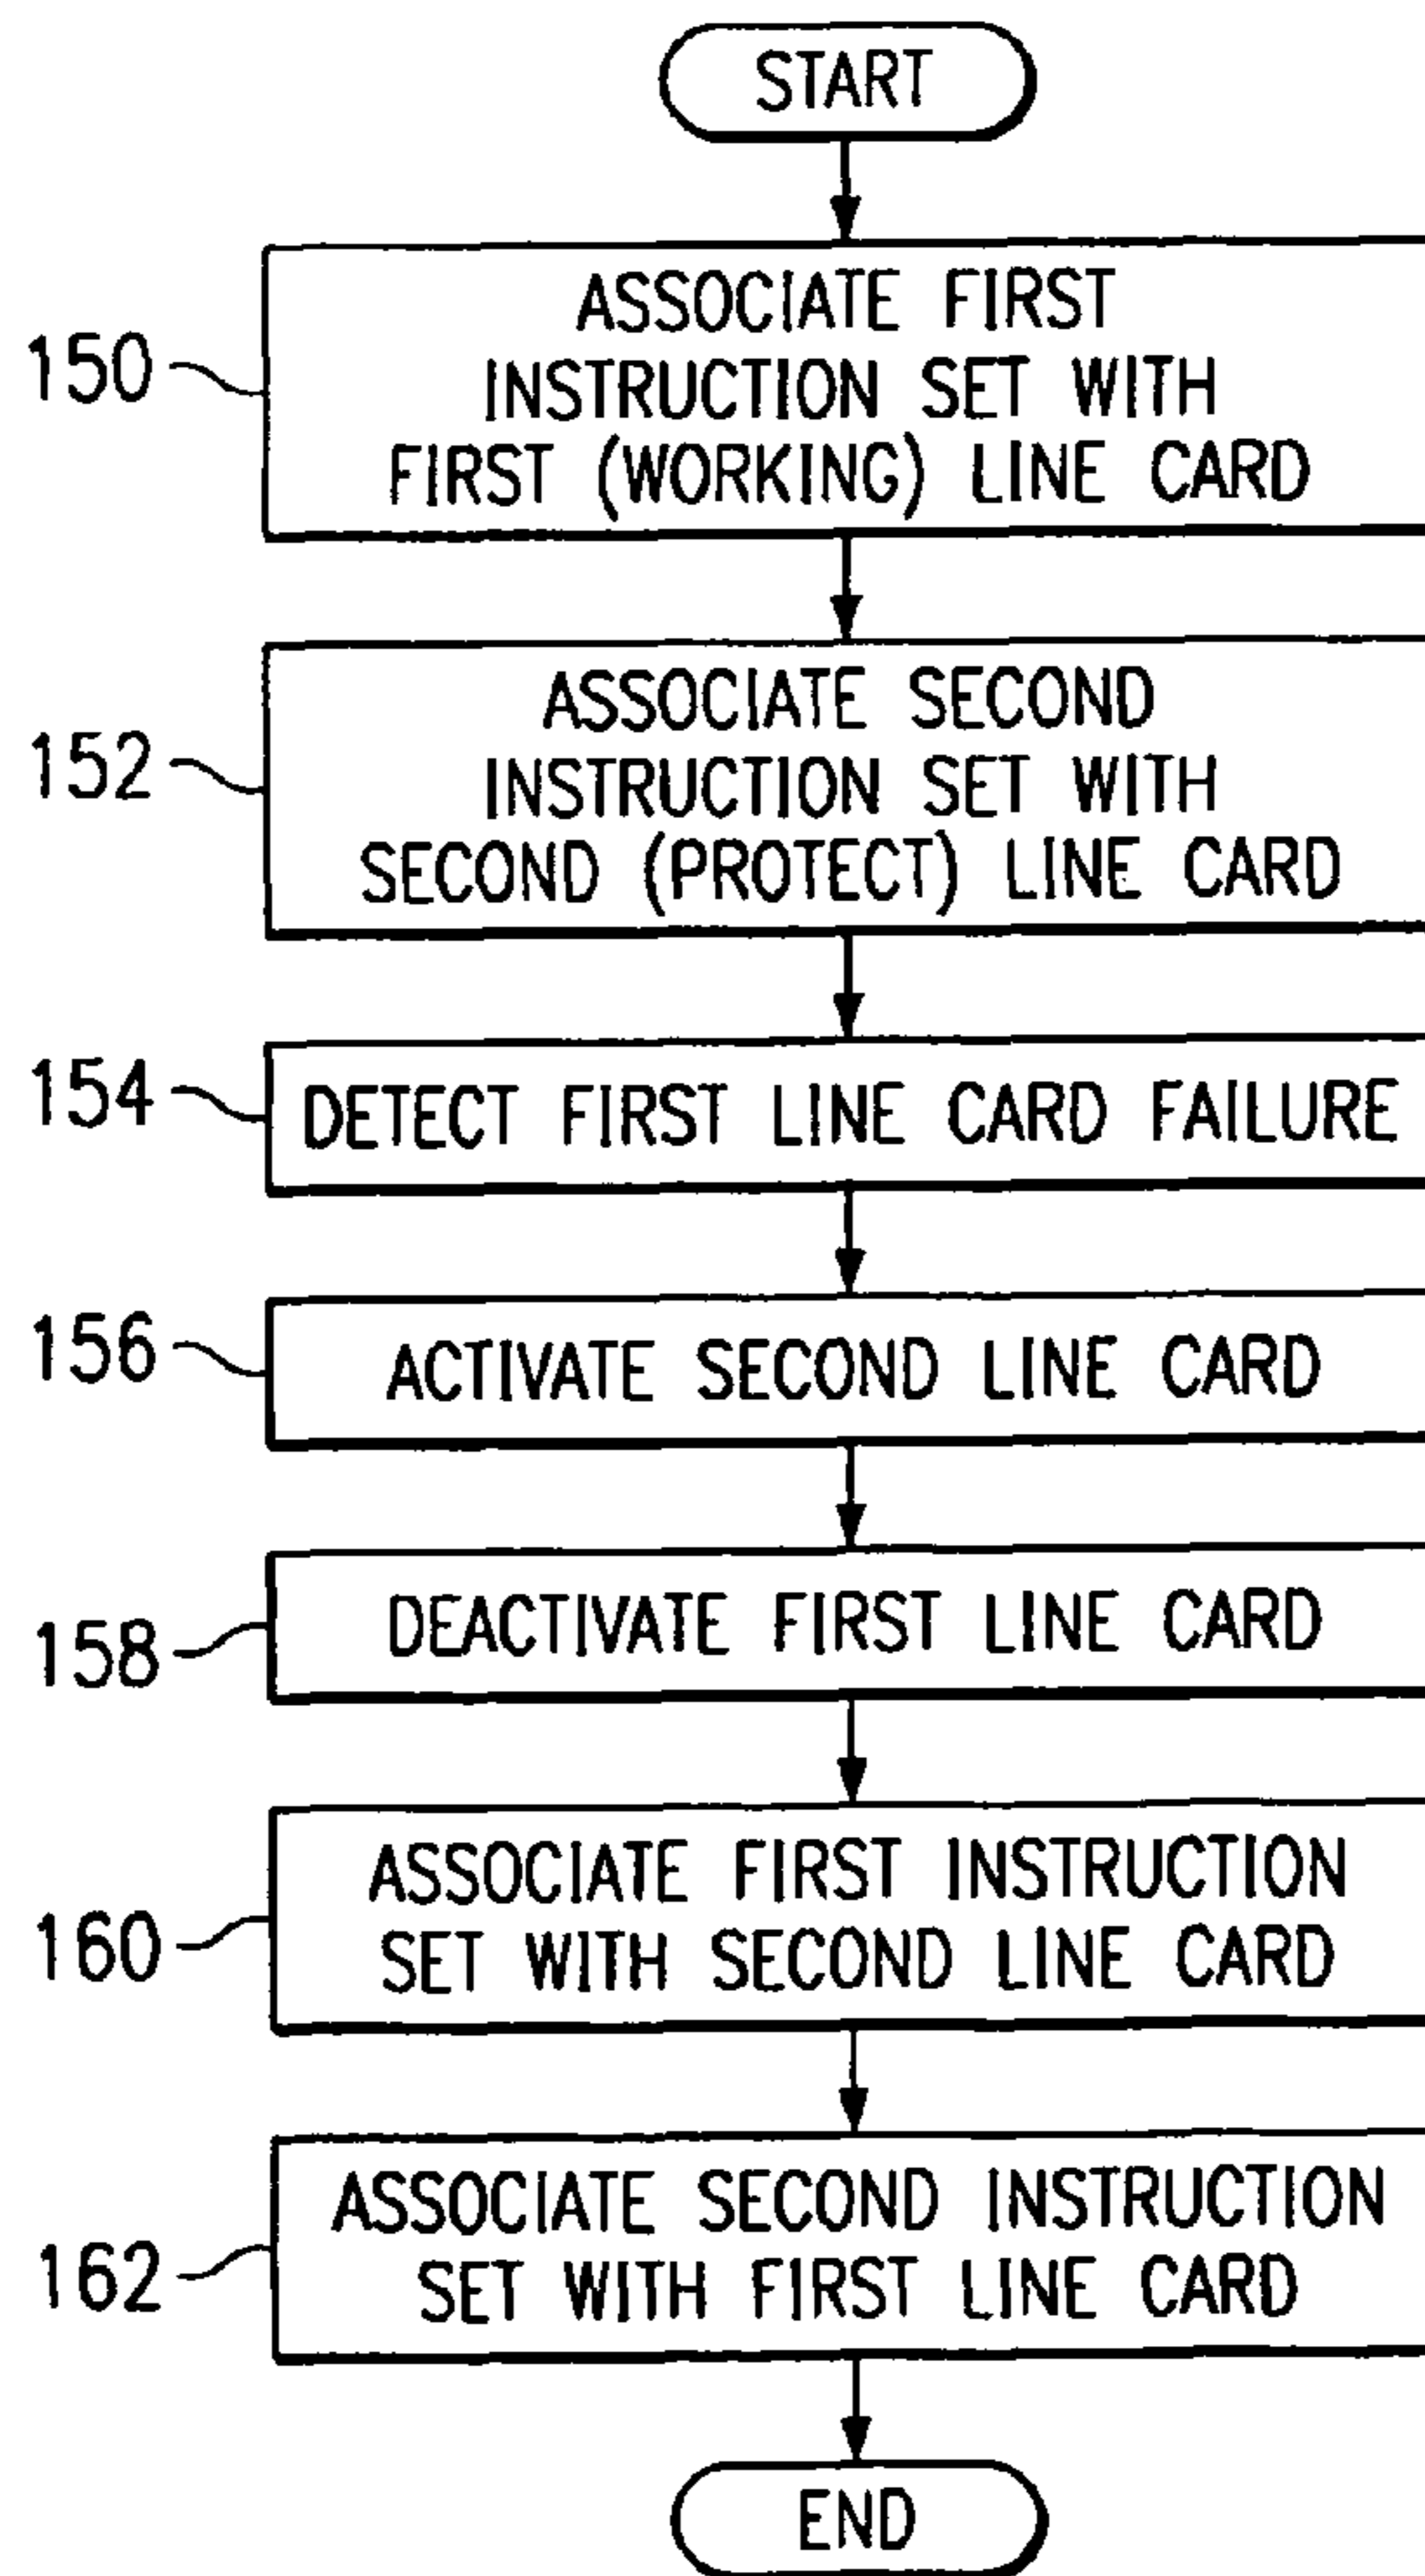 START
150
ASSOCIATE FIRST
INSTRUCTION SET WITH
FIRST (WORKING) LINE CARD
152
ASSOCIATE SECOND
INSTRUCTION SET WITH
SECOND (PROTECT) LINE CARD
154
DETECT FIRST LINE CARD FAILURE
156
ACTIVATE SECOND LINE CARD
158
DEACTIVATE FIRST LINE CARD
160
ASSOCIATE FIRST INSTRUCTION
SET WITH SECOND LINE CARD
162
ASSOCIATE SECOND INSTRUCTION
SET WITH FIRST LINE CARD
END